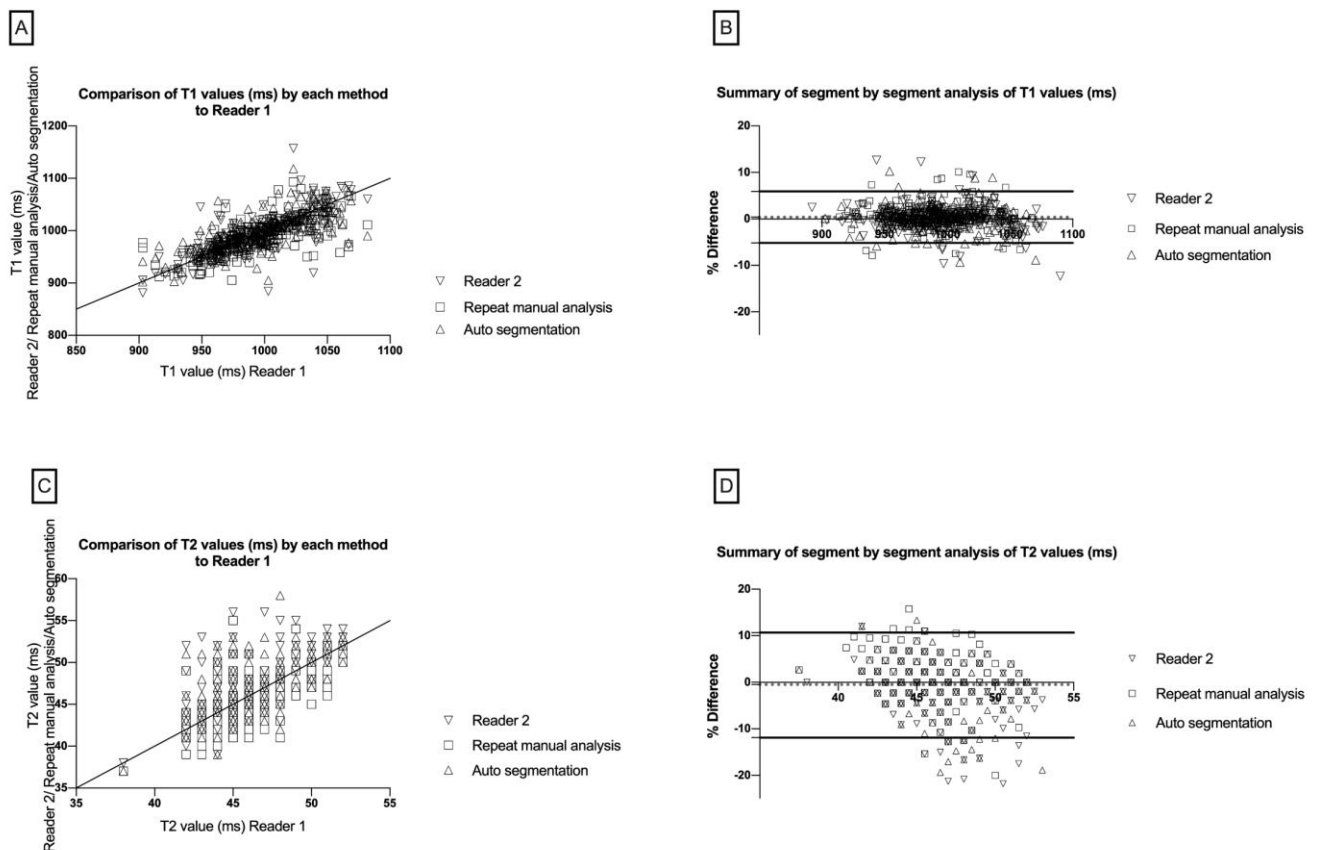 A
Comparison of T1 values (ms) by each method
to Reader 1
T1 value (ms)
Reader 2/ Repeat manual analysis/Auto segmentation
1200
1100
1000
900
800
850
900
950
1000
1050
1100
T1 value (ms) Reader 1
Reader 2
Repeat manual analysis
Auto segmentation
B
Summary of segment by segment analysis of T1 values (ms)
% Difference
20
10
0
-10
-20
900
950
1000
1050
1100
Reader 2
Repeat manual analysis
Auto segmentation
C
Comparison of T2 values (ms) by each method
to Reader 1
T2 value (ms)
Reader 2/ Repeat manual analysis/Auto segmentation
60
55
50
45
40
35
35
40
45
50
55
T2 value (ms) Reader 1
Reader 2
Repeat manual analysis
Auto segmentation
D
Summary of segment by segment analysis of T2 values (ms)
% Difference
20
10
0
-10
-20
40
45
50
55
Reader 2
Repeat manual analysis
Auto segmentation